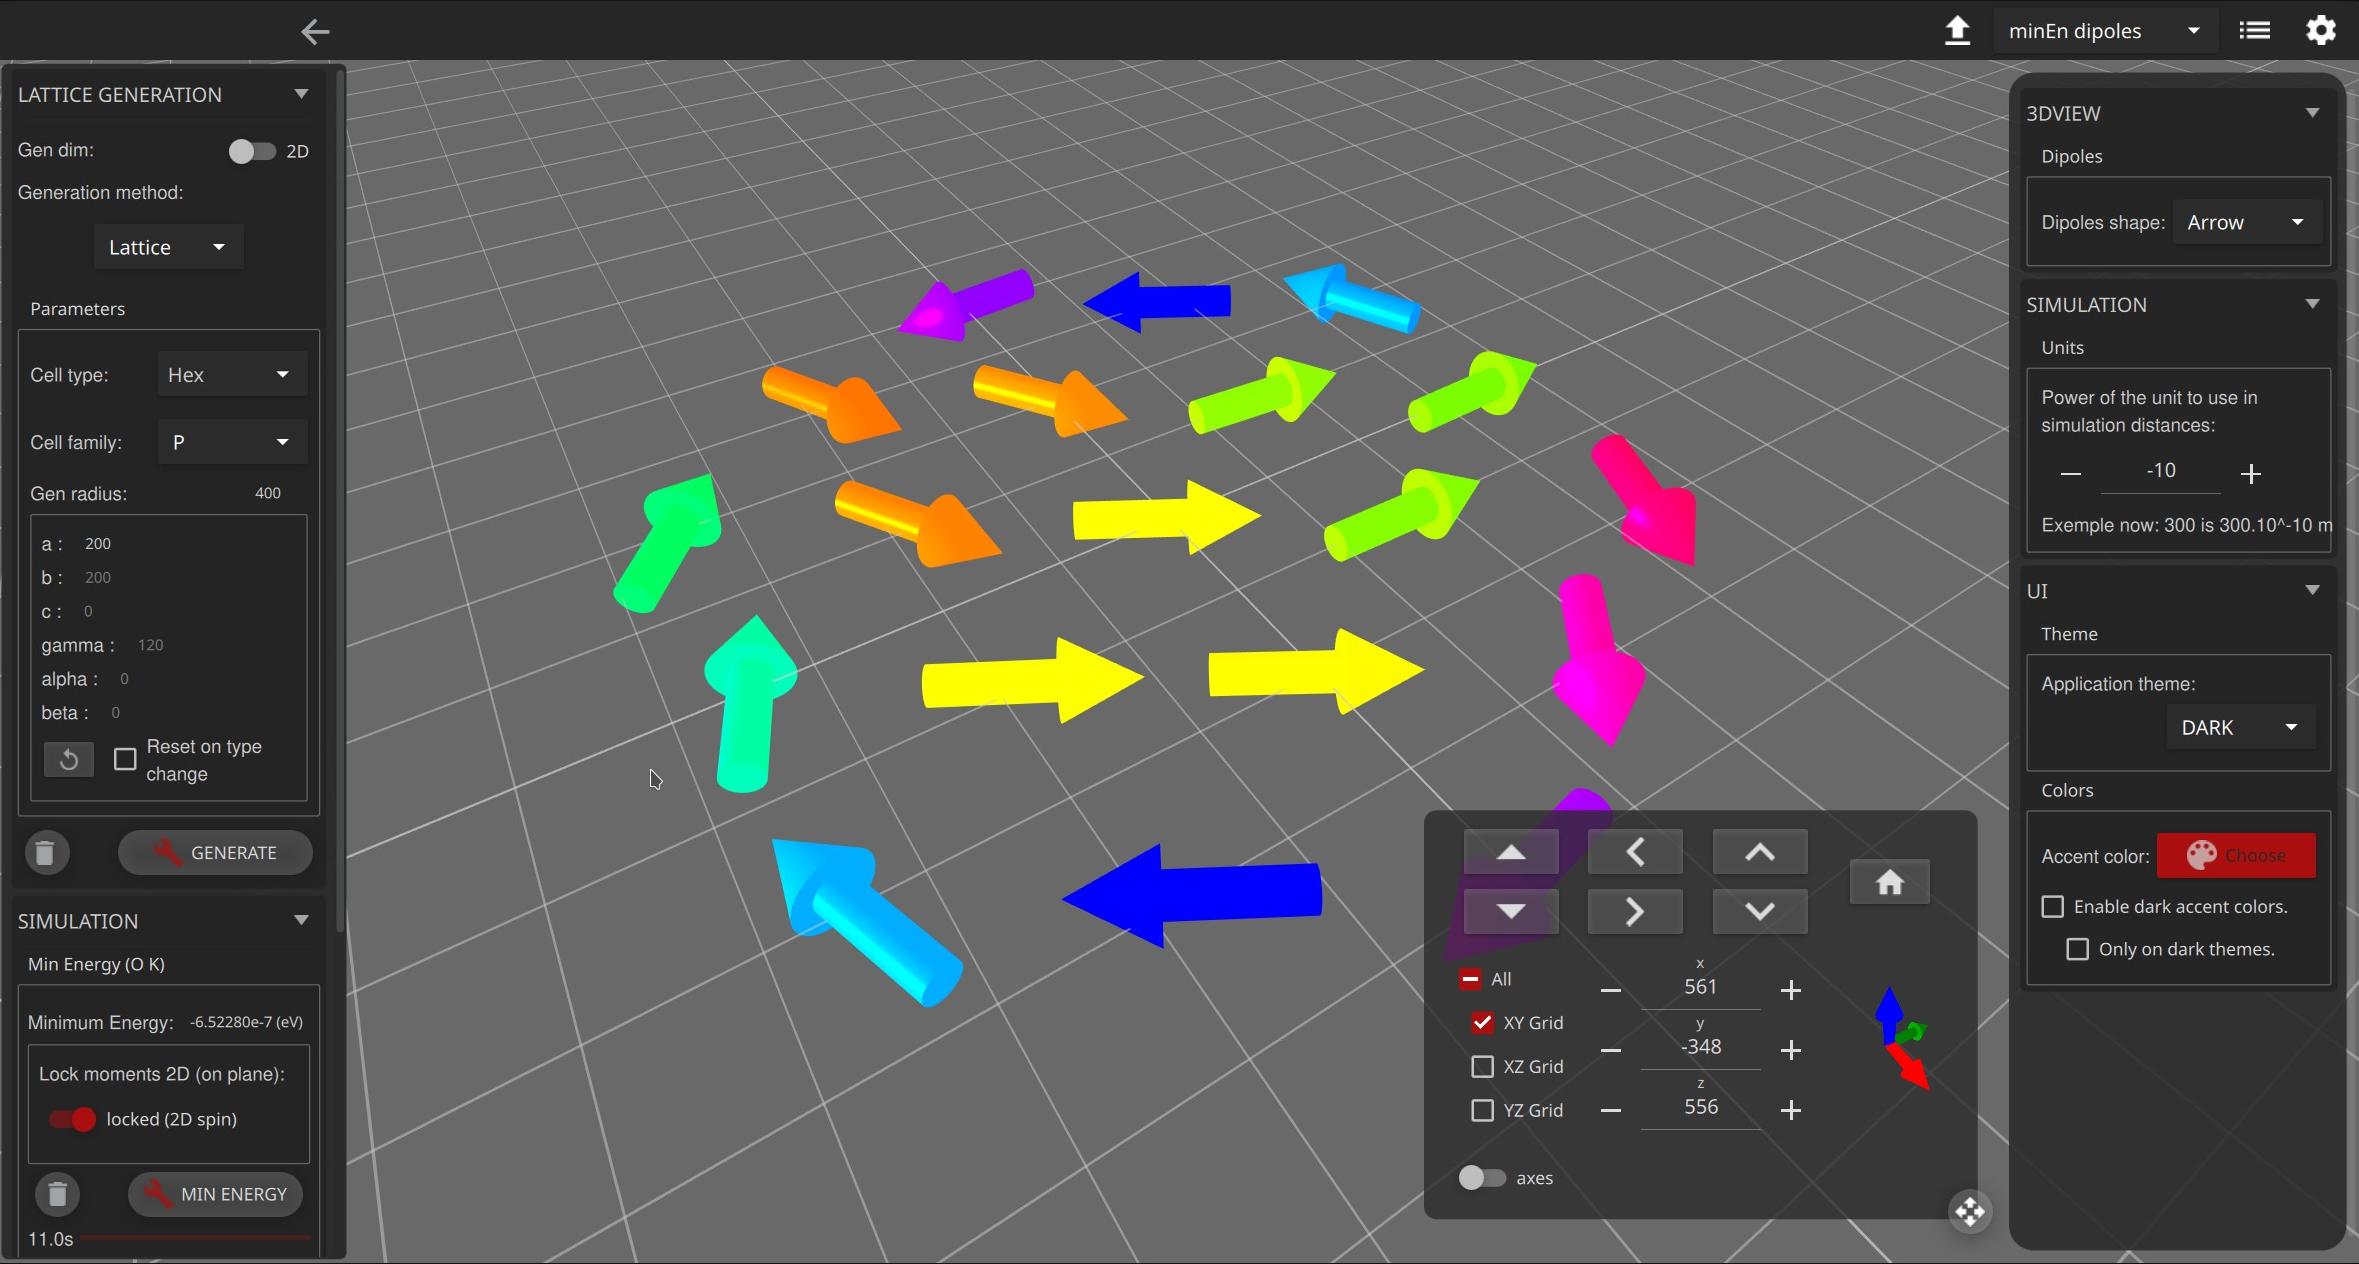 minEn dipoles
LATTICE GENERATION
Gen dim:
2D
Generation method:
Lattice
Parameters
Cell type:
Hex
Cell family:
P
Gen radius:
400
a : 200
b : 200
c : 0
gamma : 120
alpha : 0
beta : 0
Reset on type
change
GENERATE
SIMULATION
Min Energy (O K)
Minimum Energy: -6.52280e-7 (eV)
Lock moments 2D (on plane):
locked (2D spin)
MIN ENERGY
11.0s
All
XY Grid
XZ Grid
YZ Grid
axes
x
561
y
-348
z
556
3DVIEW
Dipoles
Dipoles shape:
Arrow
SIMULATION
Units
Power of the unit to use in
simulation distances:
-10
Exemple now: 300 is 300.10^-10 m
UI
Theme
Application theme:
DARK
Colors
Accent color:
Choose
Enable dark accent colors.
Only on dark themes.